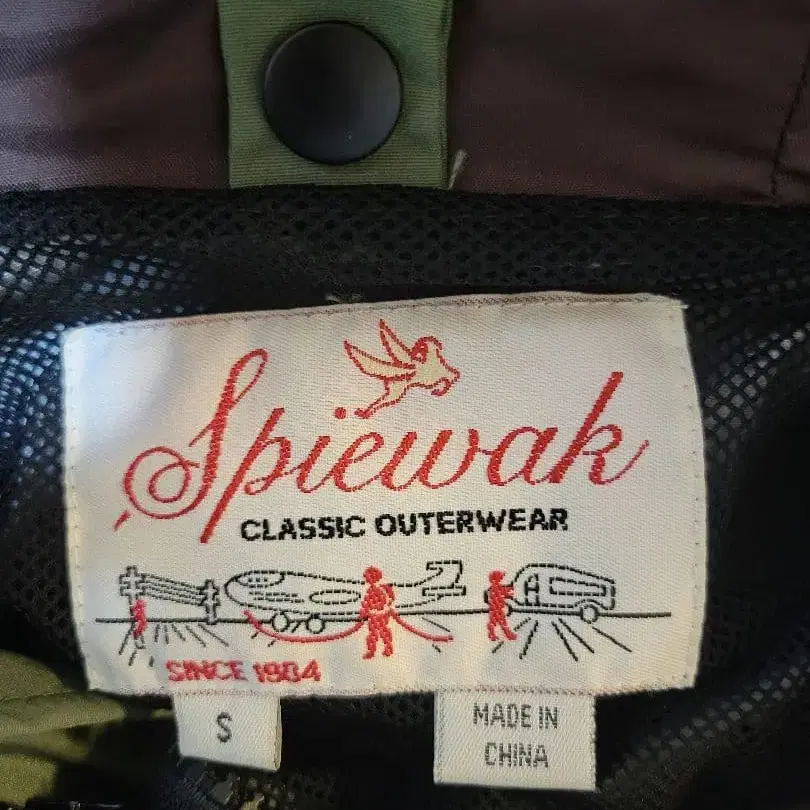 Spiewak
CLASSIC OUTERWEAR
SINCE 1904
S
MADE IN
CHINA